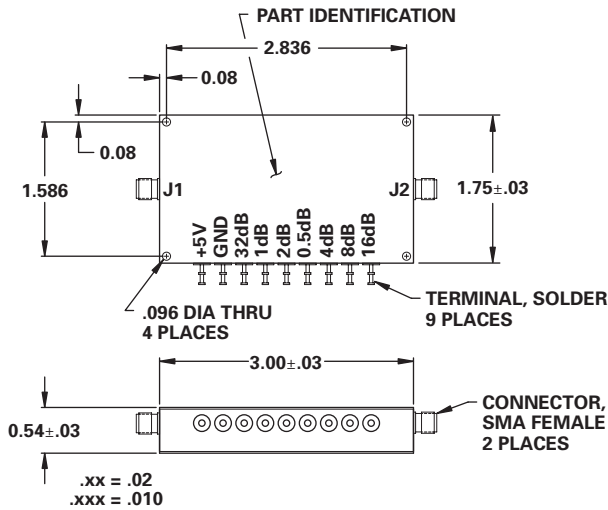 PART IDENTIFICATION
2.836
0.08
0.08
1.586
J1
J2
1.75±.03
+5V
GND
32dB
1dB
2dB
0.5dB
4dB
8dB
16dB
.096 DIA THRU
4 PLACES
TERMINAL, SOLDER
9 PLACES
3.00±.03
0.54±.03
CONNECTOR,
SMA FEMALE
2 PLACES
.xx = .02
.xxx = .010